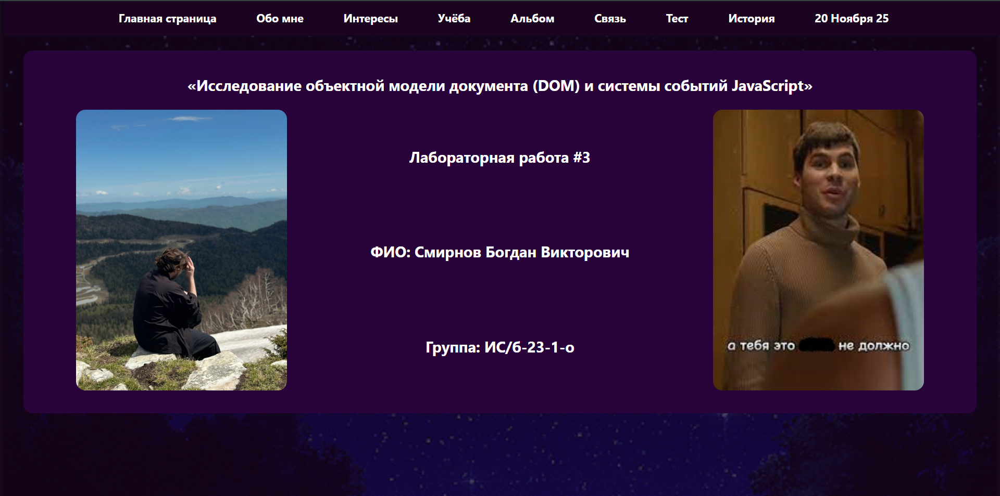 Главная страница Обо мне Интересы Учёба Альбом Связь Тест История 20 Ноября 25
«Исследование объектной модели документа (DOM) и системы событий JavaScript»
Лабораторная работа #3
ФИО: Смирнов Богдан Викторович
Группа: ИС/б-23-1-о
а тебя это не должно